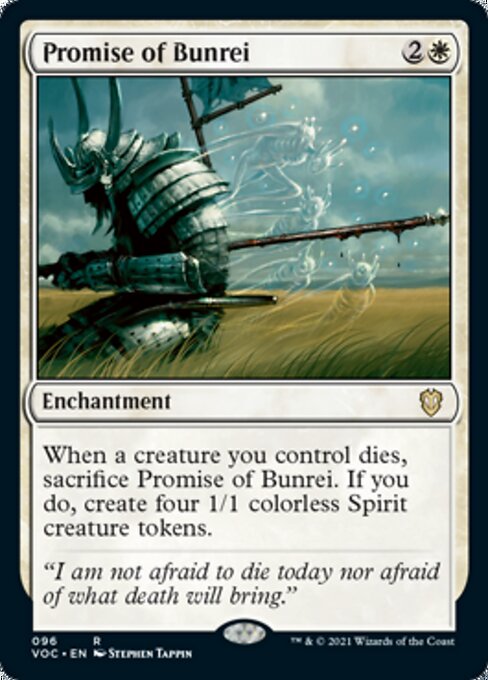 Promise of Bunrei 2
Enchantment
When a creature you control dies,
sacrifice Promise of Bunrei. If you
do, create four 1/1 colorless Spirit
creature tokens.
“I am not afraid to die today nor afraid
of what death will bring.”
096 R
VOC • EN Stephen Tappin
™ & © 2021 Wizards of the Coast